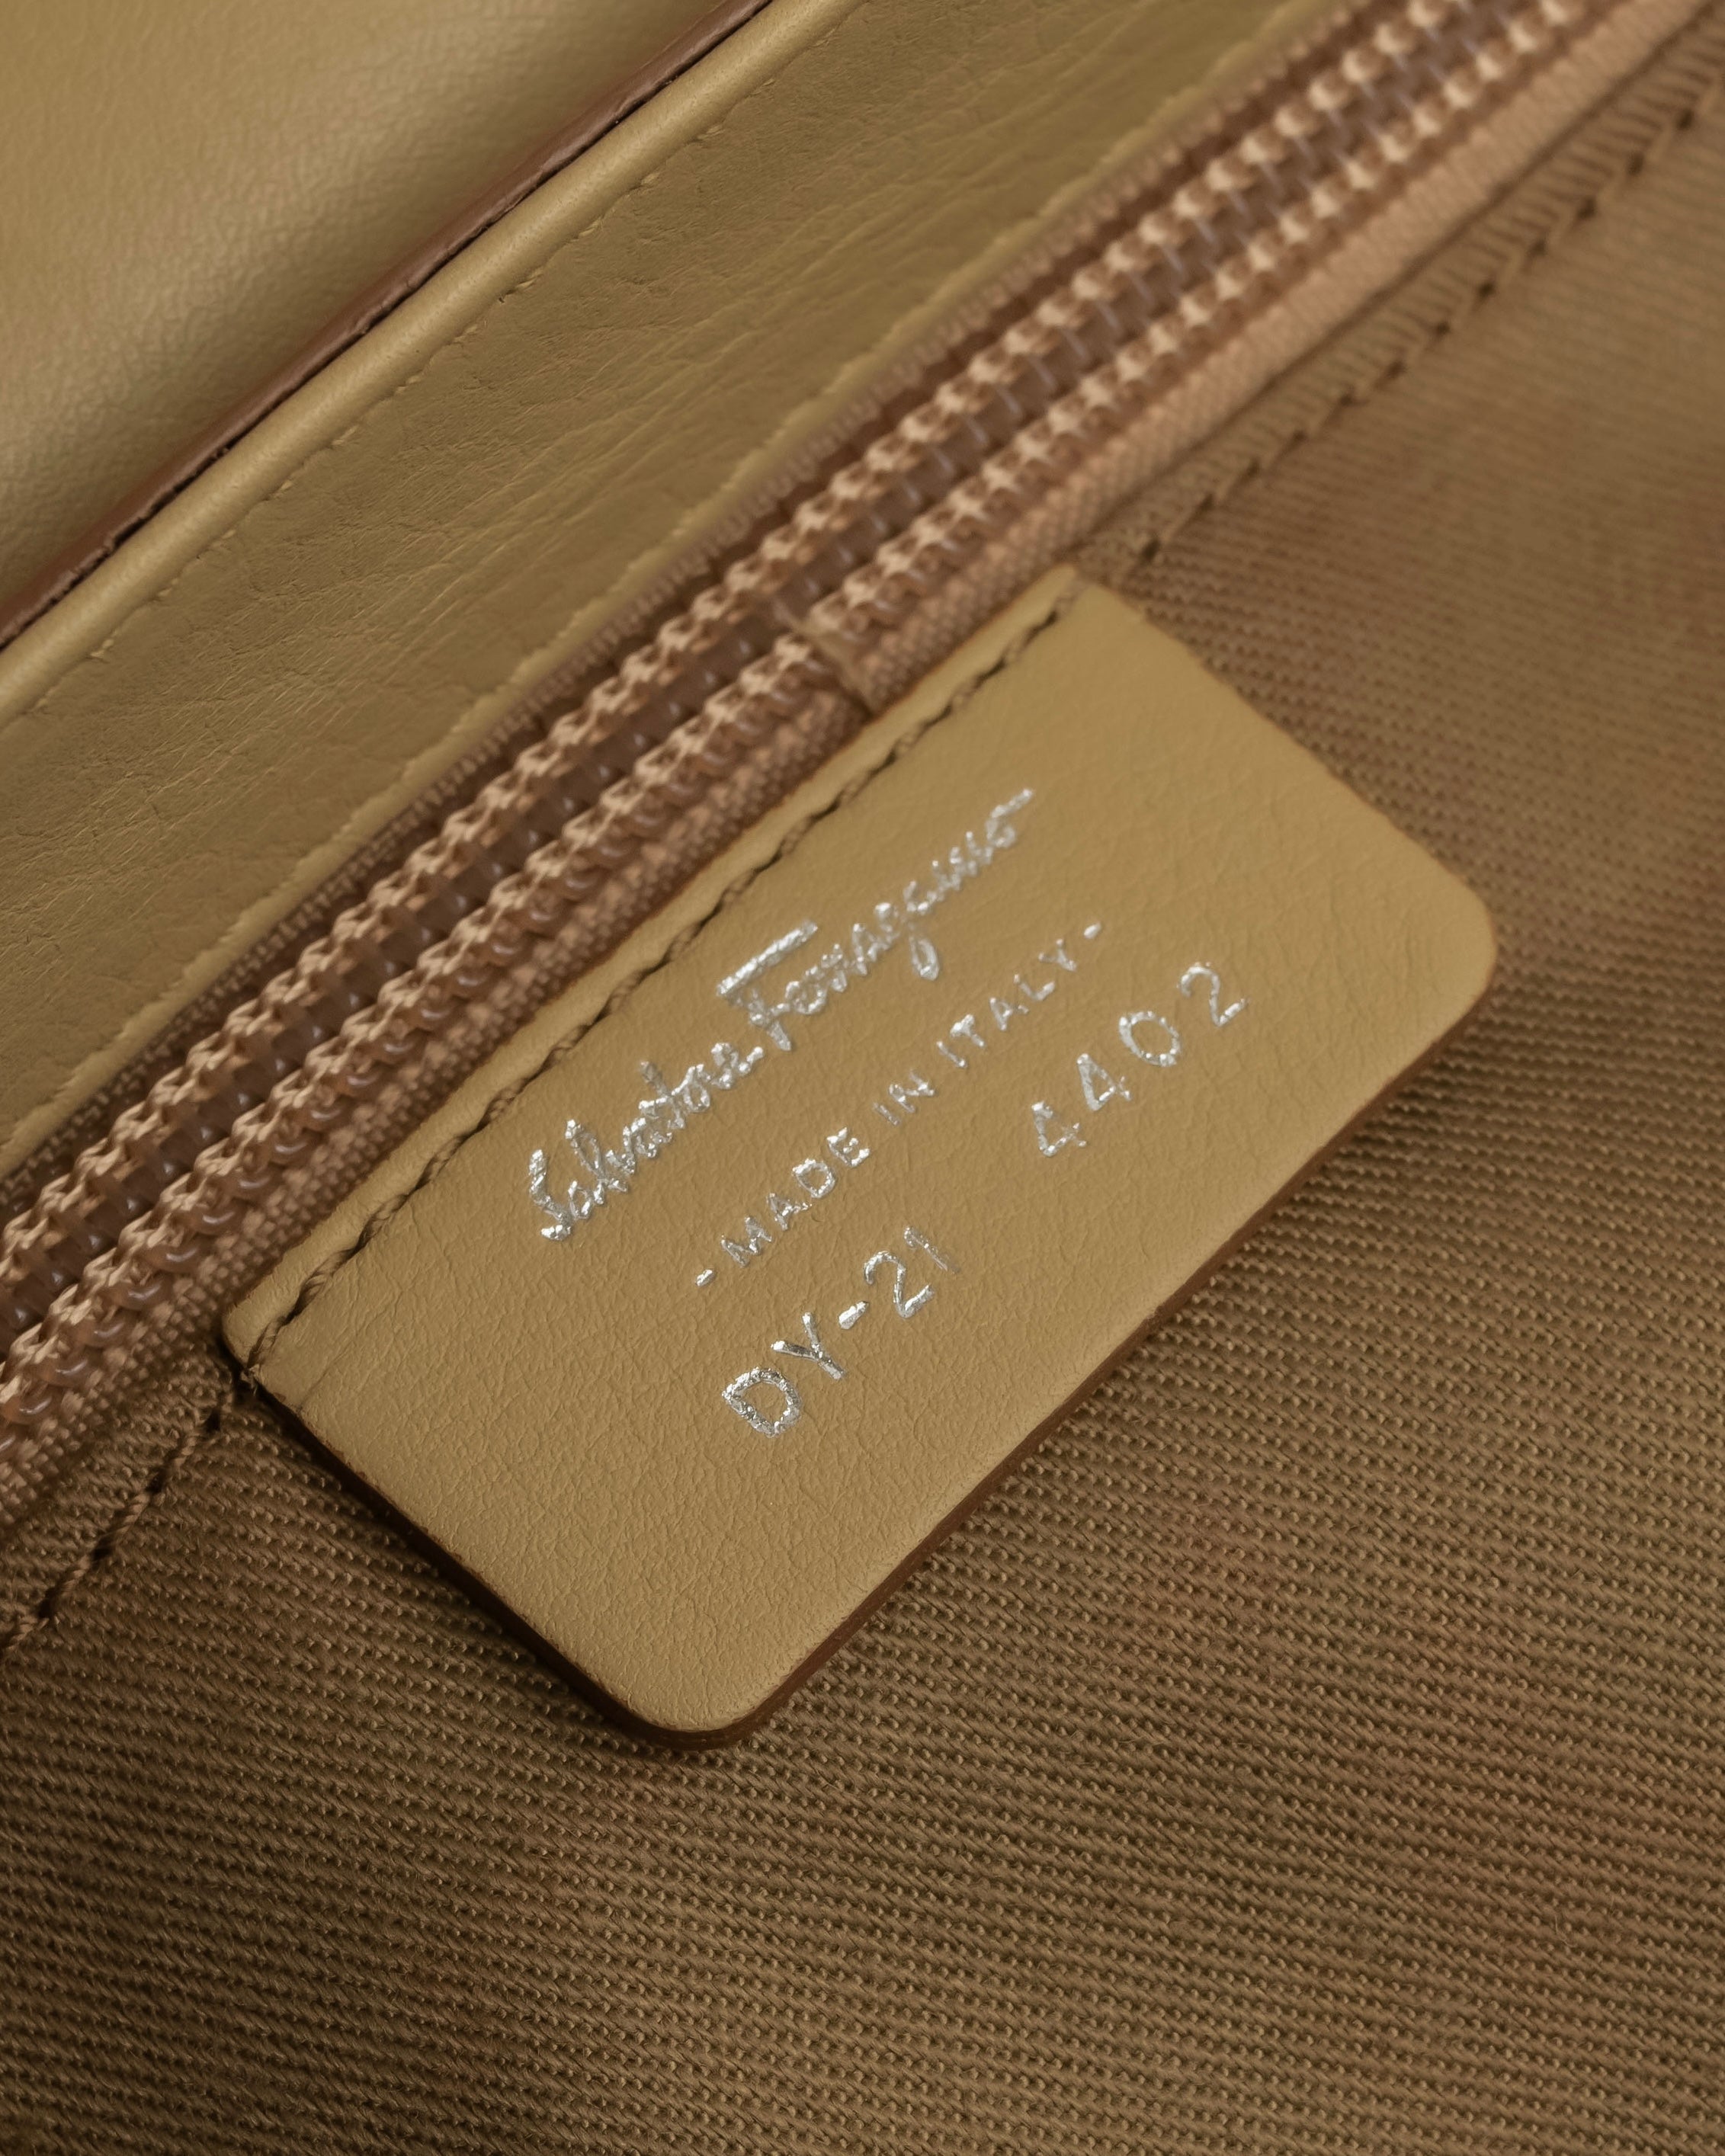 Salvatore Ferragamo
- MADE IN ITALY -
DY-21 4402